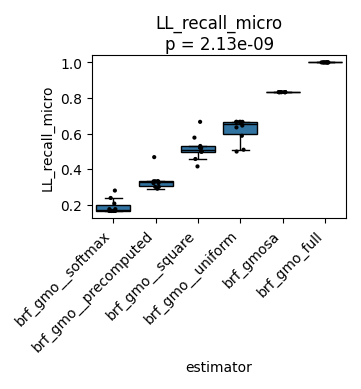 LL_recall_micro
p = 2.13e-09
LL_recall_micro
1.0
0.8
0.6
0.4
0.2
brf_gmo__softmax
brf_gmo__precomputed
brf_gmo__square
brf_gmo__uniform
brf_gmosa
brf_gmo_full
estimator